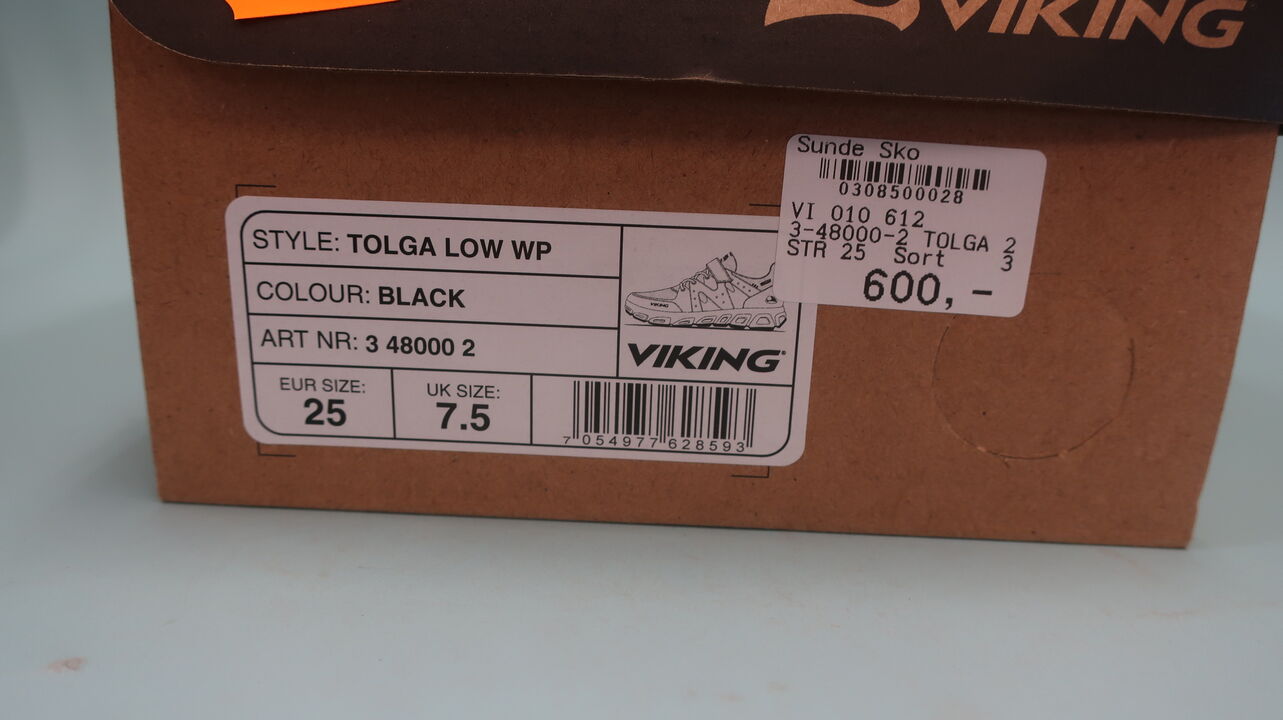 VIKING
Sunde Sko
0308500028
VI 010 612
3-48000-2 TOLGA 2
STR 25 Sort 3
600,-
STYLE: TOLGA LOW WP
COLOUR: BLACK
ART NR: 3 48000 2
EUR SIZE:
25
UK SIZE:
7.5
VIKING
VIKING®
7 054977 628593